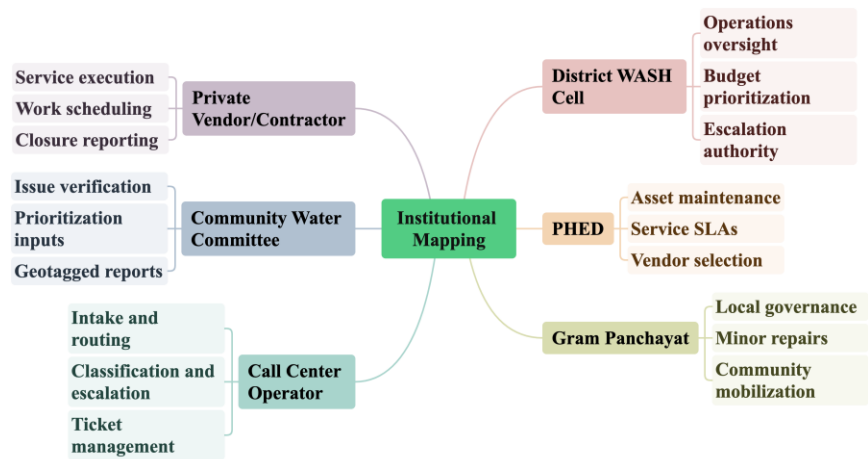 Institutional
Mapping
Private
Vendor/Contractor
Service execution
Work scheduling
Closure reporting
Community Water
Committee
Issue verification
Prioritization
inputs
Geotagged reports
Call Center
Operator
Intake and
routing
Classification and
escalation
Ticket
management
District WASH
Cell
Operations
oversight
Budget
prioritization
Escalation
authority
PHED
Asset maintenance
Service SLAs
Vendor selection
Gram Panchayat
Local governance
Minor repairs
Community
mobilization